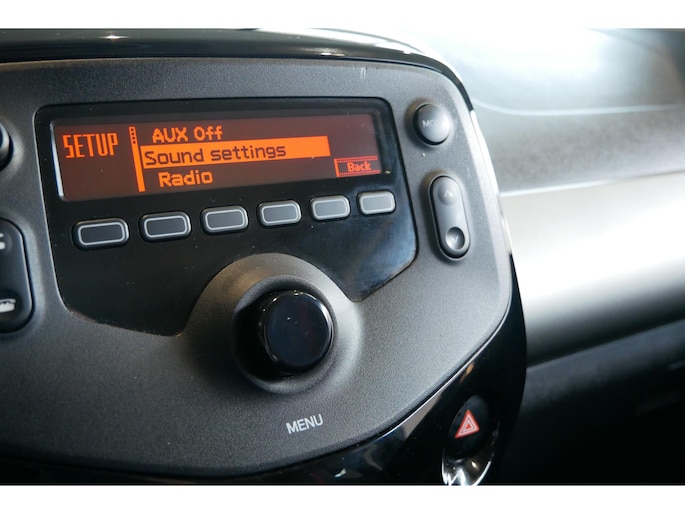 AUX Off
SETUP
Sound settings
Back
Radio
MENU